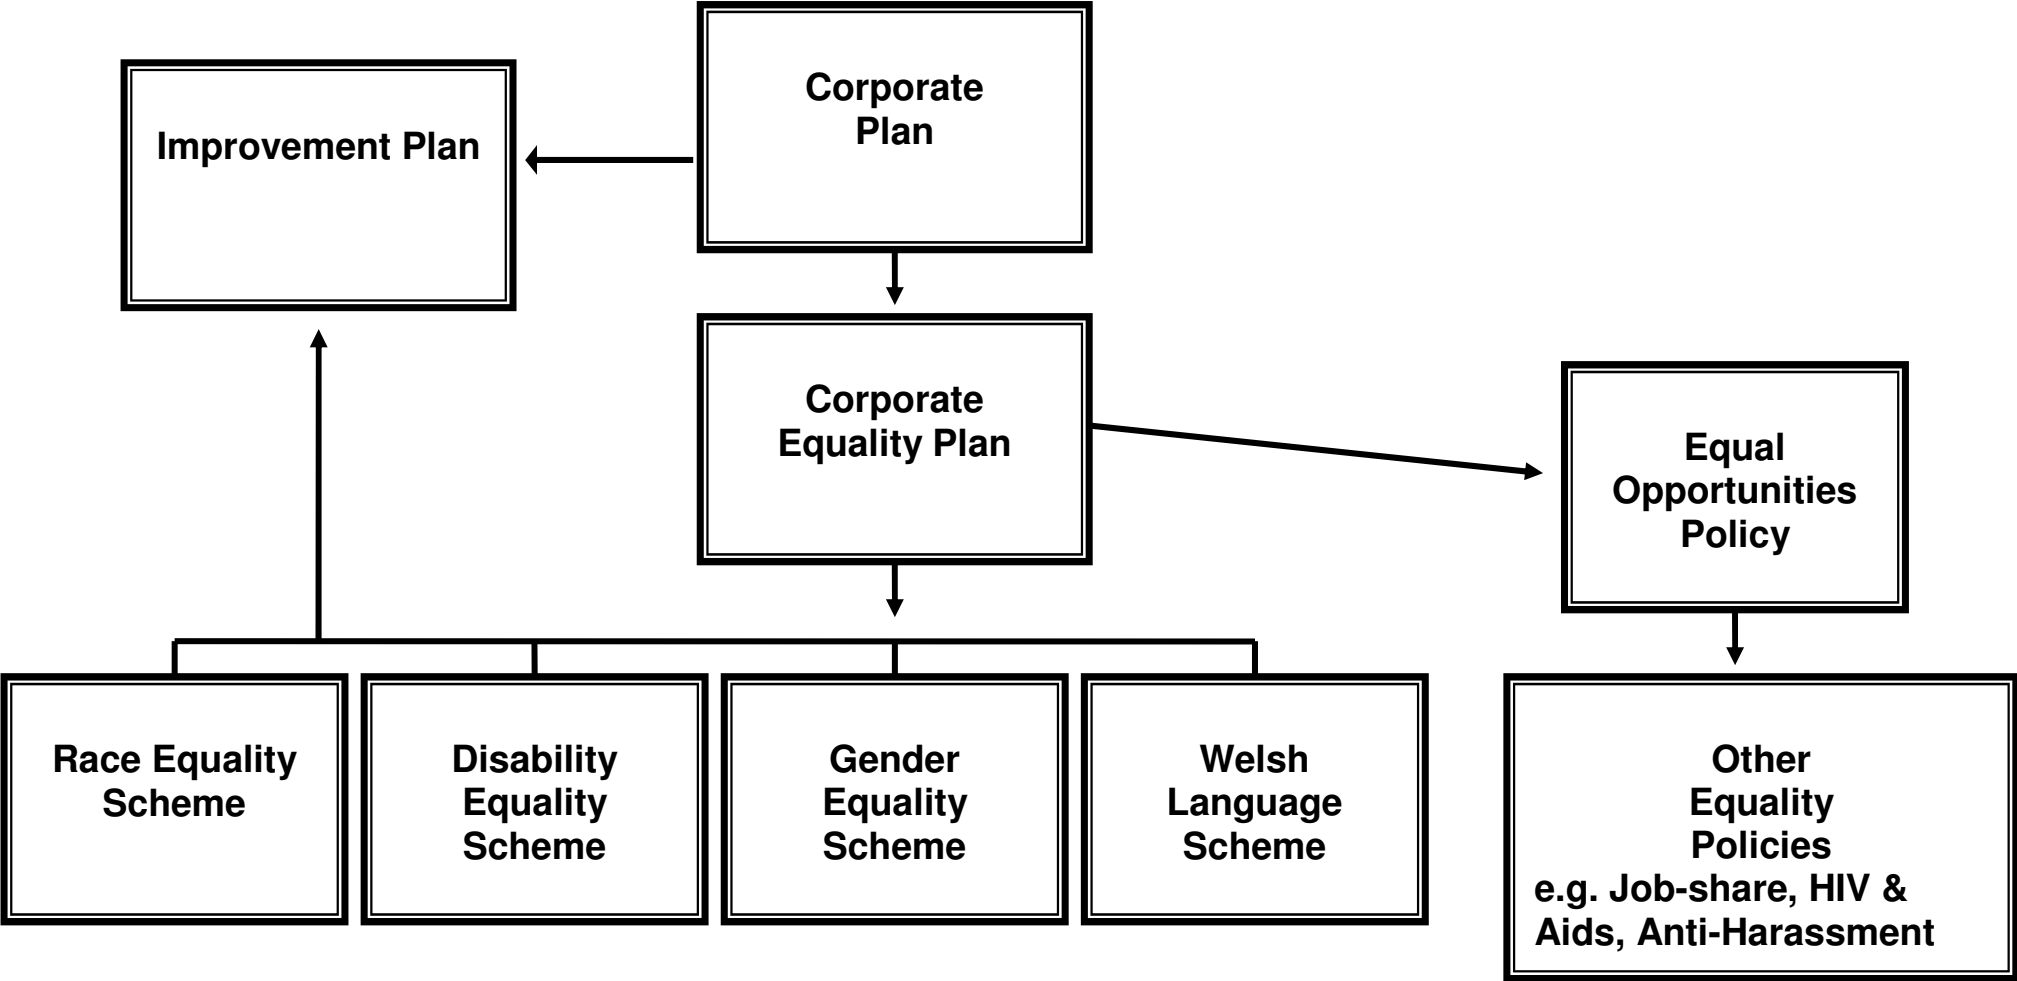 Corporate
Plan
Improvement Plan
Corporate
Equality Plan
Equal
Opportunities
Policy
Race Equality
Scheme
Disability
Equality
Scheme
Gender
Equality
Scheme
Welsh
Language
Scheme
Other
Equality
Policies
e.g. Job-share, HIV &
Aids, Anti-Harassment